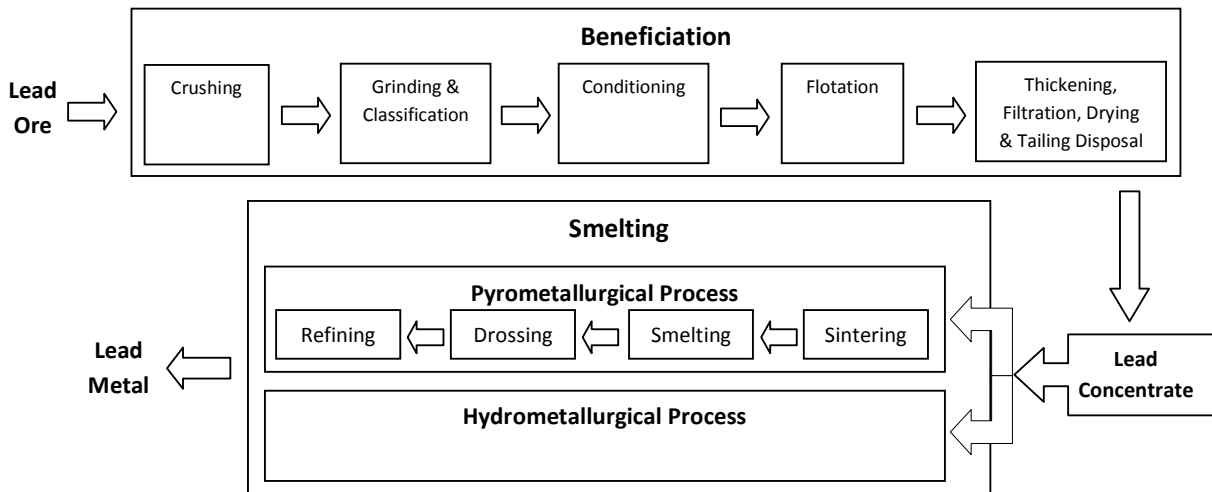 Beneficiation
Lead
Ore
Crushing
Grinding &
Classification
Conditioning
Flotation
Thickening,
Filtration, Drying
& Tailing Disposal
Smelting
Pyrometallurgical Process
Refining
Drossing
Smelting
Sintering
Lead
Metal
Lead
Concentrate
Hydrometallurgical Process